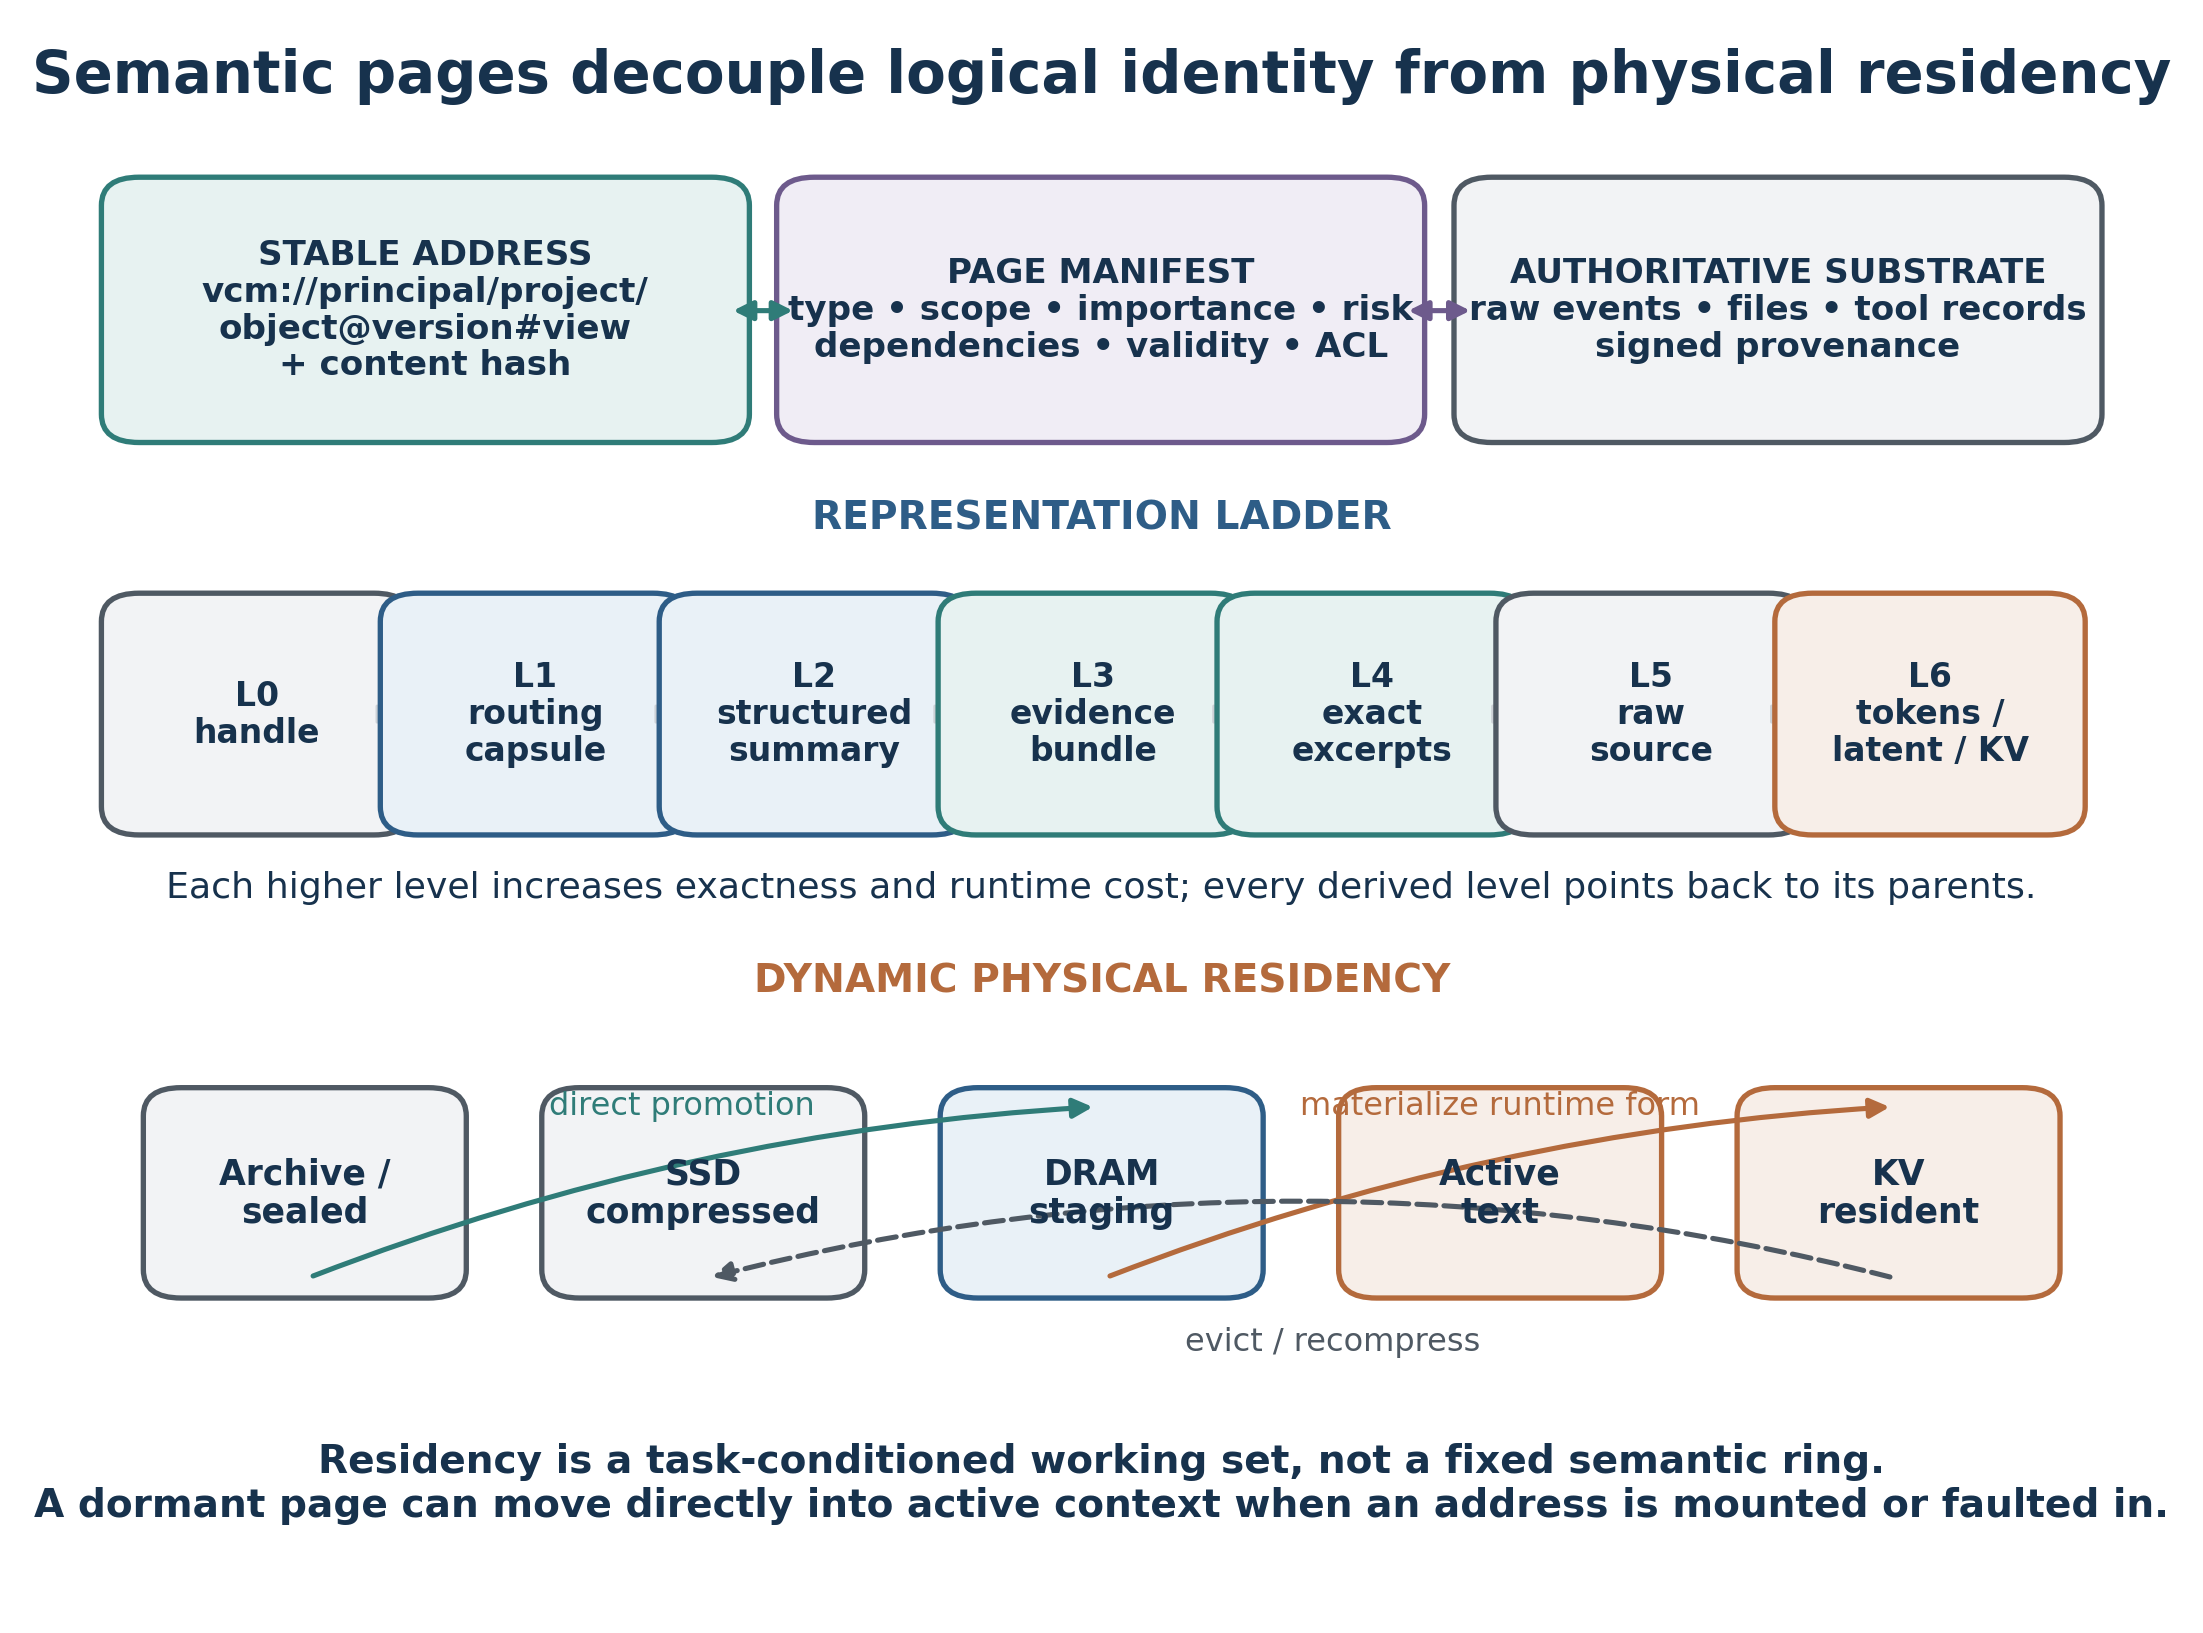 Semantic pages decouple logical identity from physical residency
STABLE ADDRESS
vcm://principal/project/
object@version#view
+ content hash
PAGE MANIFEST
type • scope • importance • risk
dependencies • validity • ACL
AUTHORITATIVE SUBSTRATE
raw events • files • tool records
signed provenance
REPRESENTATION LADDER
L0
handle
L1
routing
capsule
L2
structured
summary
L3
evidence
bundle
L4
exact
excerpts
L5
raw
source
L6
tokens /
latent / KV
Each higher level increases exactness and runtime cost; every derived level points back to its parents.
DYNAMIC PHYSICAL RESIDENCY
direct promotion
materialize runtime form
Archive /
sealed
SSD
compressed
DRAM
staging
Active
text
KV
resident
evict / recompress
Residency is a task-conditioned working set, not a fixed semantic ring.
A dormant page can move directly into active context when an address is mounted or faulted in.